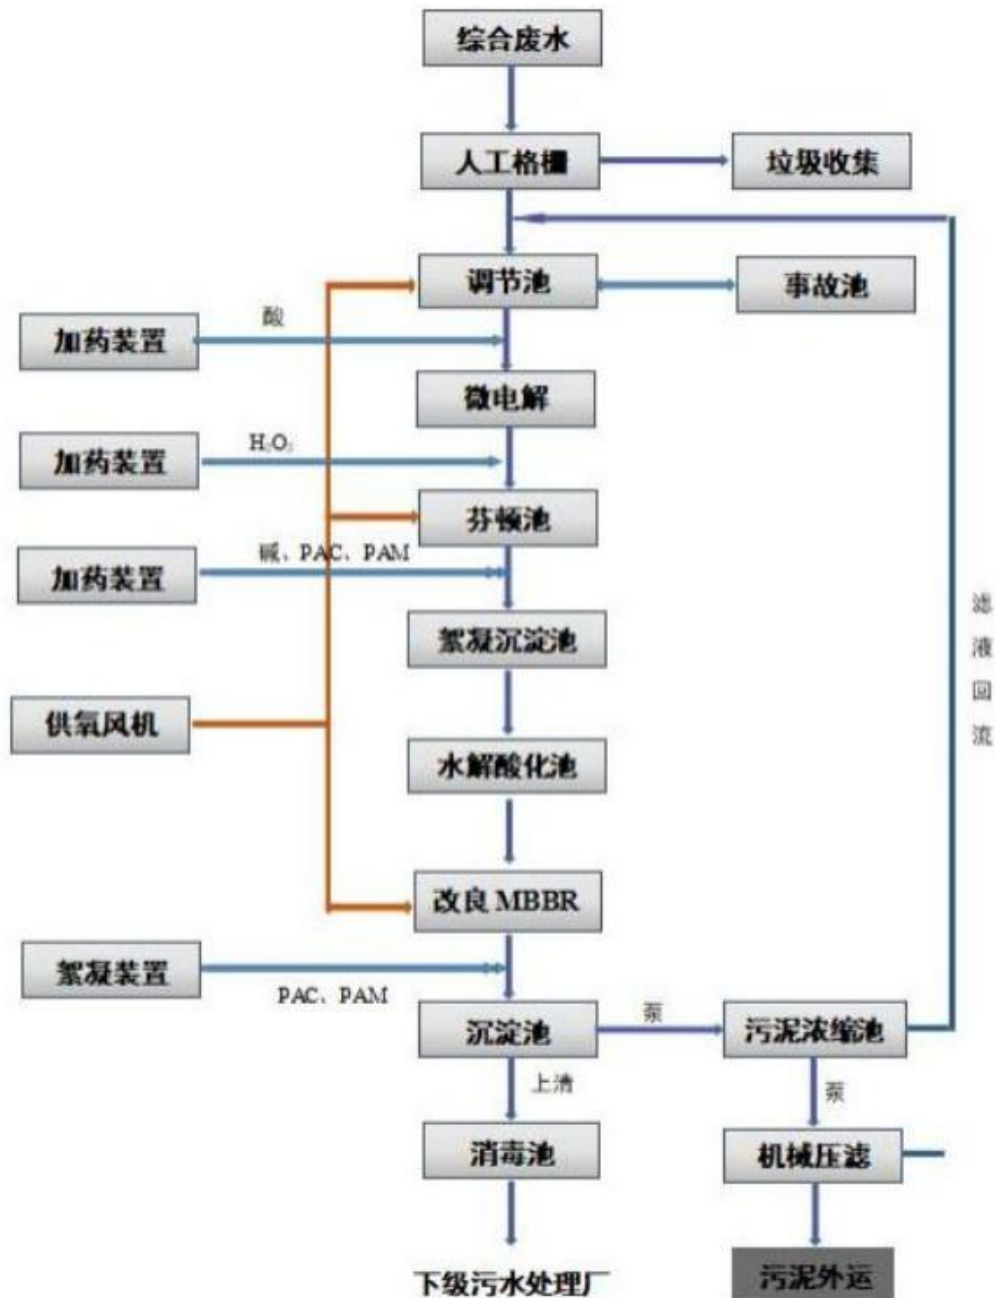 综合废水
人工格栅
垃圾收集
调节池
事故池
酸
加药装置
微电解
H₂O₂
加药装置
芬顿池
碱、PAC、PAM
加药装置
絮凝沉淀池
滤液回流
供氧风机
水解酸化池
改良MBBR
絮凝装置
PAC、PAM
沉淀池
泵
污泥浓缩池
上清
泵
消毒池
机械压滤
下级污水处理厂
污泥外运